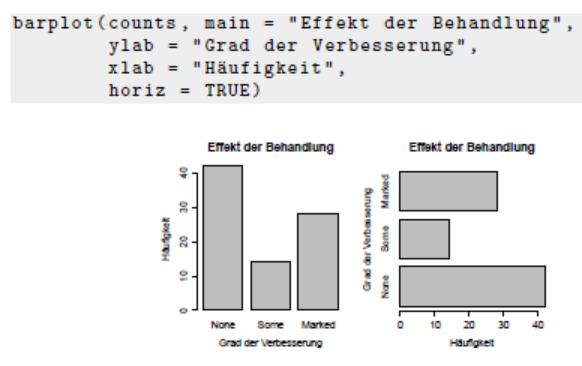 barplot(counts, main = "Effekt der Behandlung",
ylab = "Grad der Verbesserung",
xlab = "Häufigkeit",
horiz = TRUE)
Effekt der Behandlung
Häufigkeit
40
30
20
10
0
None Some Marked
Grad der Verbesserung
Effekt der Behandlung
Grad der Verbesserung
Marked
Some
None
0 10 20 30 40
Häufigkeit